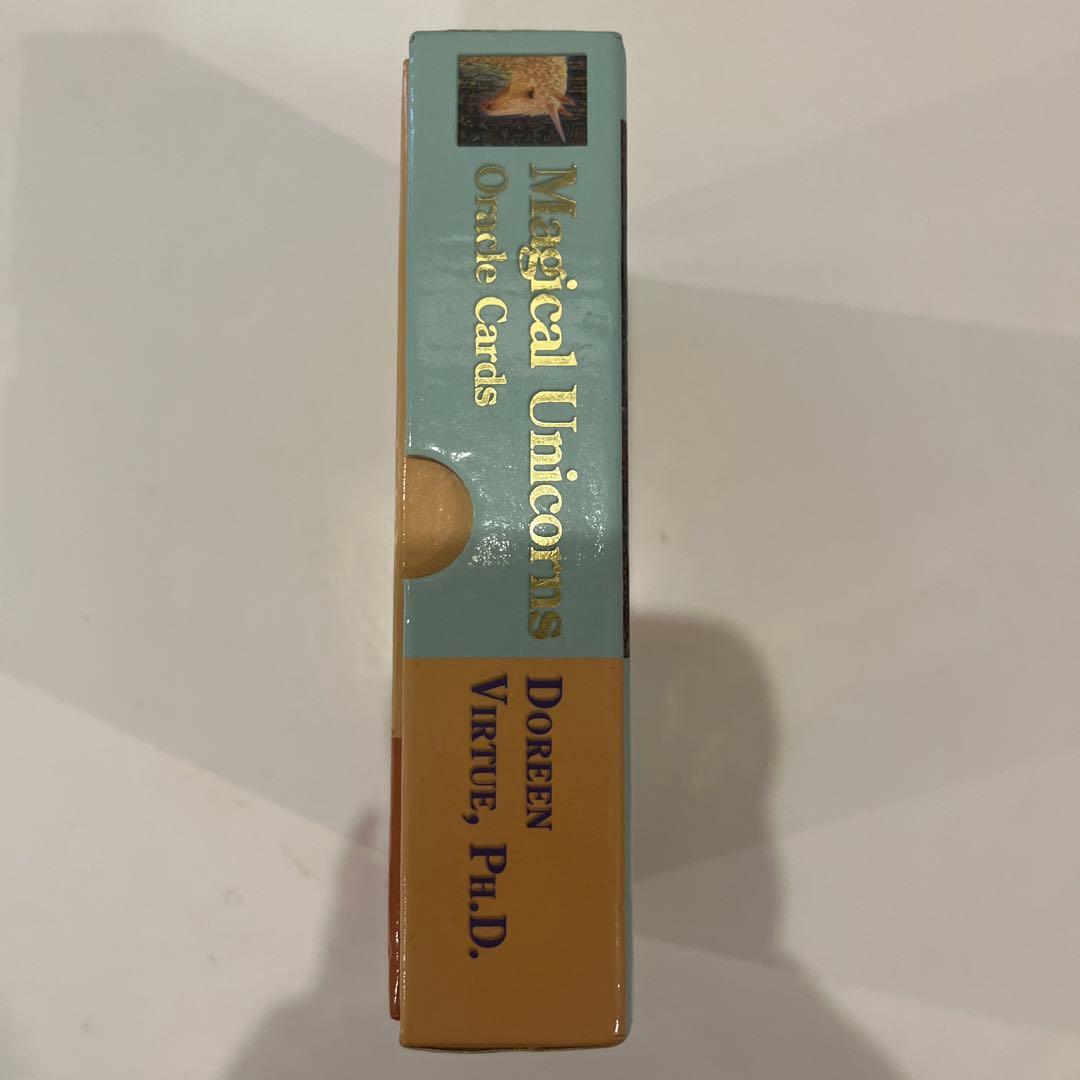 Magical Unicorns
Oracle Cards
DOREEN
VIRTUE, PH.D.